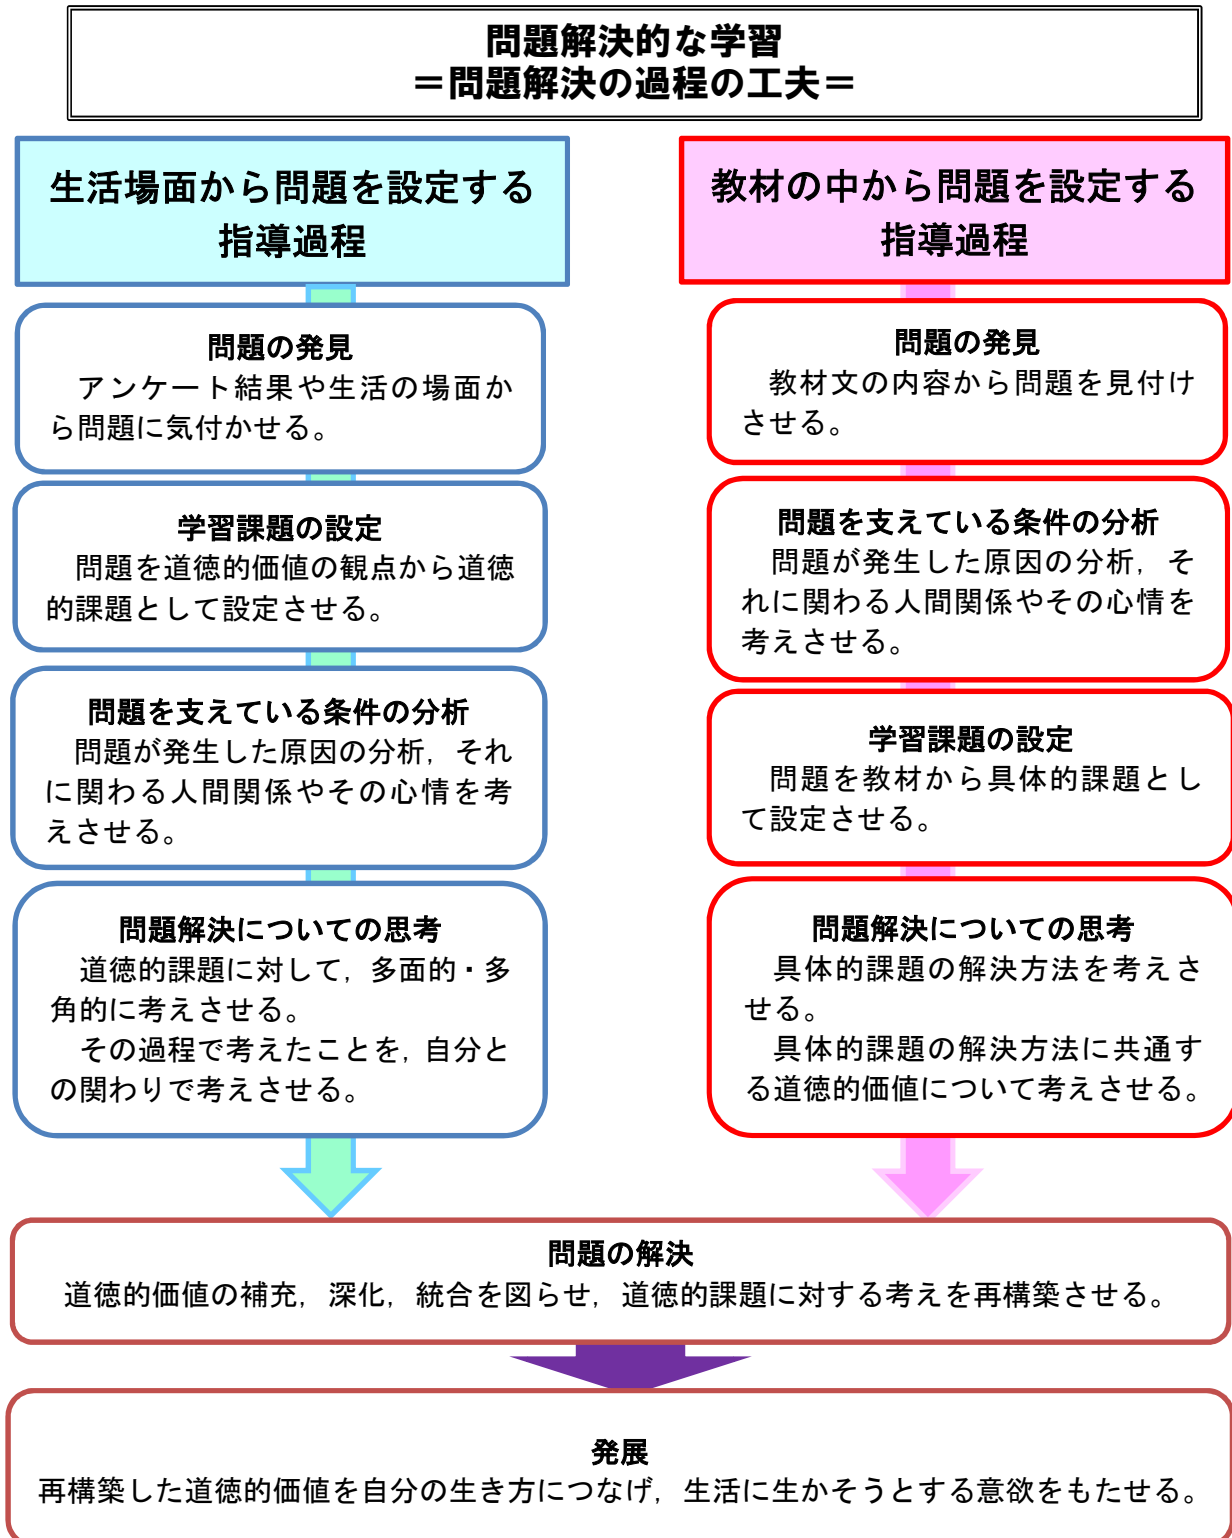 問題解決的な学習
＝問題解決の過程の工夫＝
生活場面から問題を設定する
指導過程
問題の発見
アンケート結果や生活の場面か
ら問題に気付かせる。
学習課題の設定
問題を道徳的価値の観点から道徳
的課題として設定させる。
問題を支えている条件の分析
問題が発生した原因の分析，それ
に関わる人間関係やその心情を考
えさせる。
問題解決についての思考
道徳的課題に対して，多面的・多
角的に考えさせる。
その過程で考えたことを，自分と
の関わりで考えさせる。
教材の中から問題を設定する
指導過程
問題の発見
教材文の内容から問題を見付け
させる。
問題を支えている条件の分析
問題が発生した原因の分析，そ
れに関わる人間関係やその心情を
考えさせる。
学習課題の設定
問題を教材から具体的課題とし
て設定させる。
問題解決についての思考
具体的課題の解決方法を考えさ
せる。
具体的課題の解決方法に共通す
る道徳的価値について考えさせる。
問題の解決
道徳的価値の補充，深化，統合を図らせ，道徳的課題に対する考えを再構築させる。
発展
再構築した道徳的価値を自分の生き方につなげ，生活に生かそうとする意欲をもたせる。